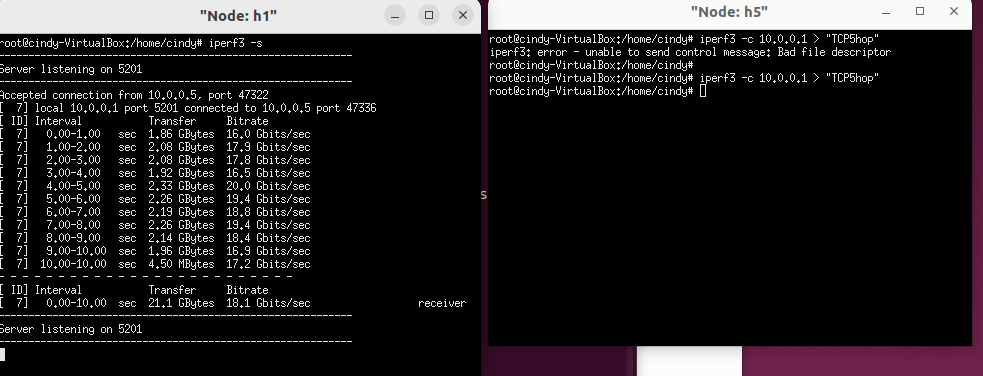 "Node: h1"
root@cindy-VirtualBox:/home/cindy# iperf3 -s
-----------------------------------------------------------
Server listening on 5201
-----------------------------------------------------------
Accepted connection from 10.0.0.5, port 47322
[  7] local 10.0.0.1 port 5201 connected to 10.0.0.5 port 47336
[ ID] Interval           Transfer     Bitrate
[  7]   0.00-1.00   sec  1.86 GBytes  16.0 Gbits/sec
[  7]   1.00-2.00   sec  2.08 GBytes  17.9 Gbits/sec
[  7]   2.00-3.00   sec  2.08 GBytes  17.8 Gbits/sec
[  7]   3.00-4.00   sec  1.92 GBytes  16.5 Gbits/sec
[  7]   4.00-5.00   sec  2.33 GBytes  20.0 Gbits/sec
[  7]   5.00-6.00   sec  2.26 GBytes  19.4 Gbits/sec
[  7]   6.00-7.00   sec  2.19 GBytes  18.8 Gbits/sec
[  7]   7.00-8.00   sec  2.26 GBytes  19.4 Gbits/sec
[  7]   8.00-9.00   sec  2.14 GBytes  18.4 Gbits/sec
[  7]   9.00-10.00  sec  1.96 GBytes  16.9 Gbits/sec
[  7]  10.00-10.00  sec  4.50 MBytes  17.2 Gbits/sec
- - - - - - - - - - - - - - - - - - - - - - - - -
[ ID] Interval           Transfer     Bitrate
[  7]   0.00-10.00  sec  21.1 GBytes  18.1 Gbits/sec                  receiver
-----------------------------------------------------------
Server listening on 5201
-----------------------------------------------------------
s
"Node: h5"
root@cindy-VirtualBox:/home/cindy# iperf3 -c 10.0.0.1 > "TCP5hop"
iperf3: error - unable to send control message: Bad file descriptor
root@cindy-VirtualBox:/home/cindy#
root@cindy-VirtualBox:/home/cindy# iperf3 -c 10.0.0.1 > "TCP5hop"
root@cindy-VirtualBox:/home/cindy#